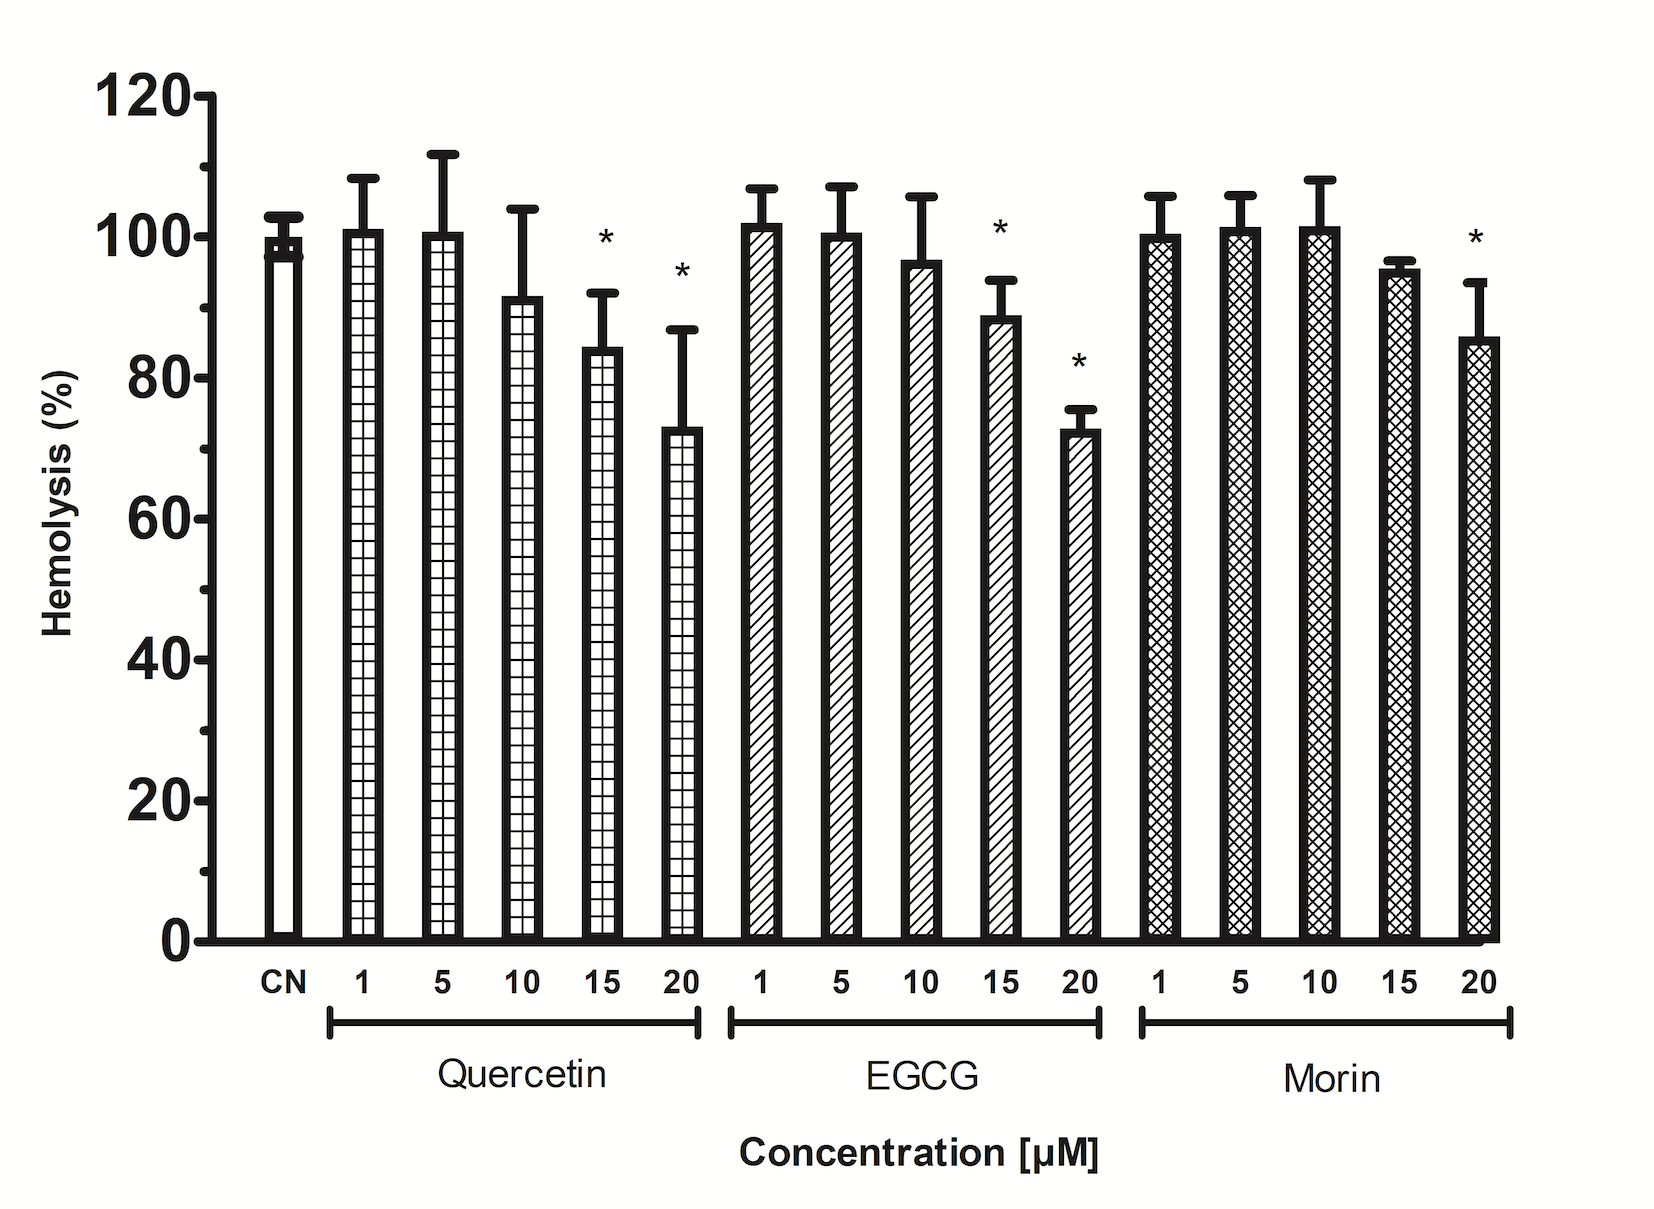 120
100
80
60
40
20
0
Hemolysis (%)
* * * * * *
CN 1 5 10 15 20 1 5 10 15 20 1 5 10 15 20
Quercetin EGCG Morin
Concentration [µM]